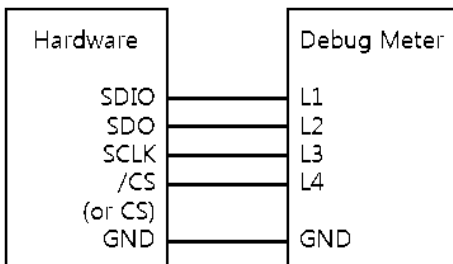 Hardware
Debug Meter
SDIO
L1
SDO
L2
SCLK
L3
/CS
L4
(or CS)
GND
GND